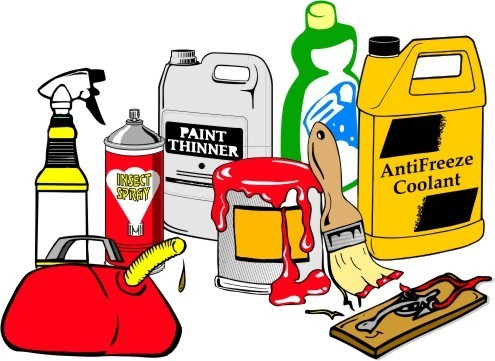 PAINT
THINNER
INSECT
SPRAY
AntiFreeze
Coolant